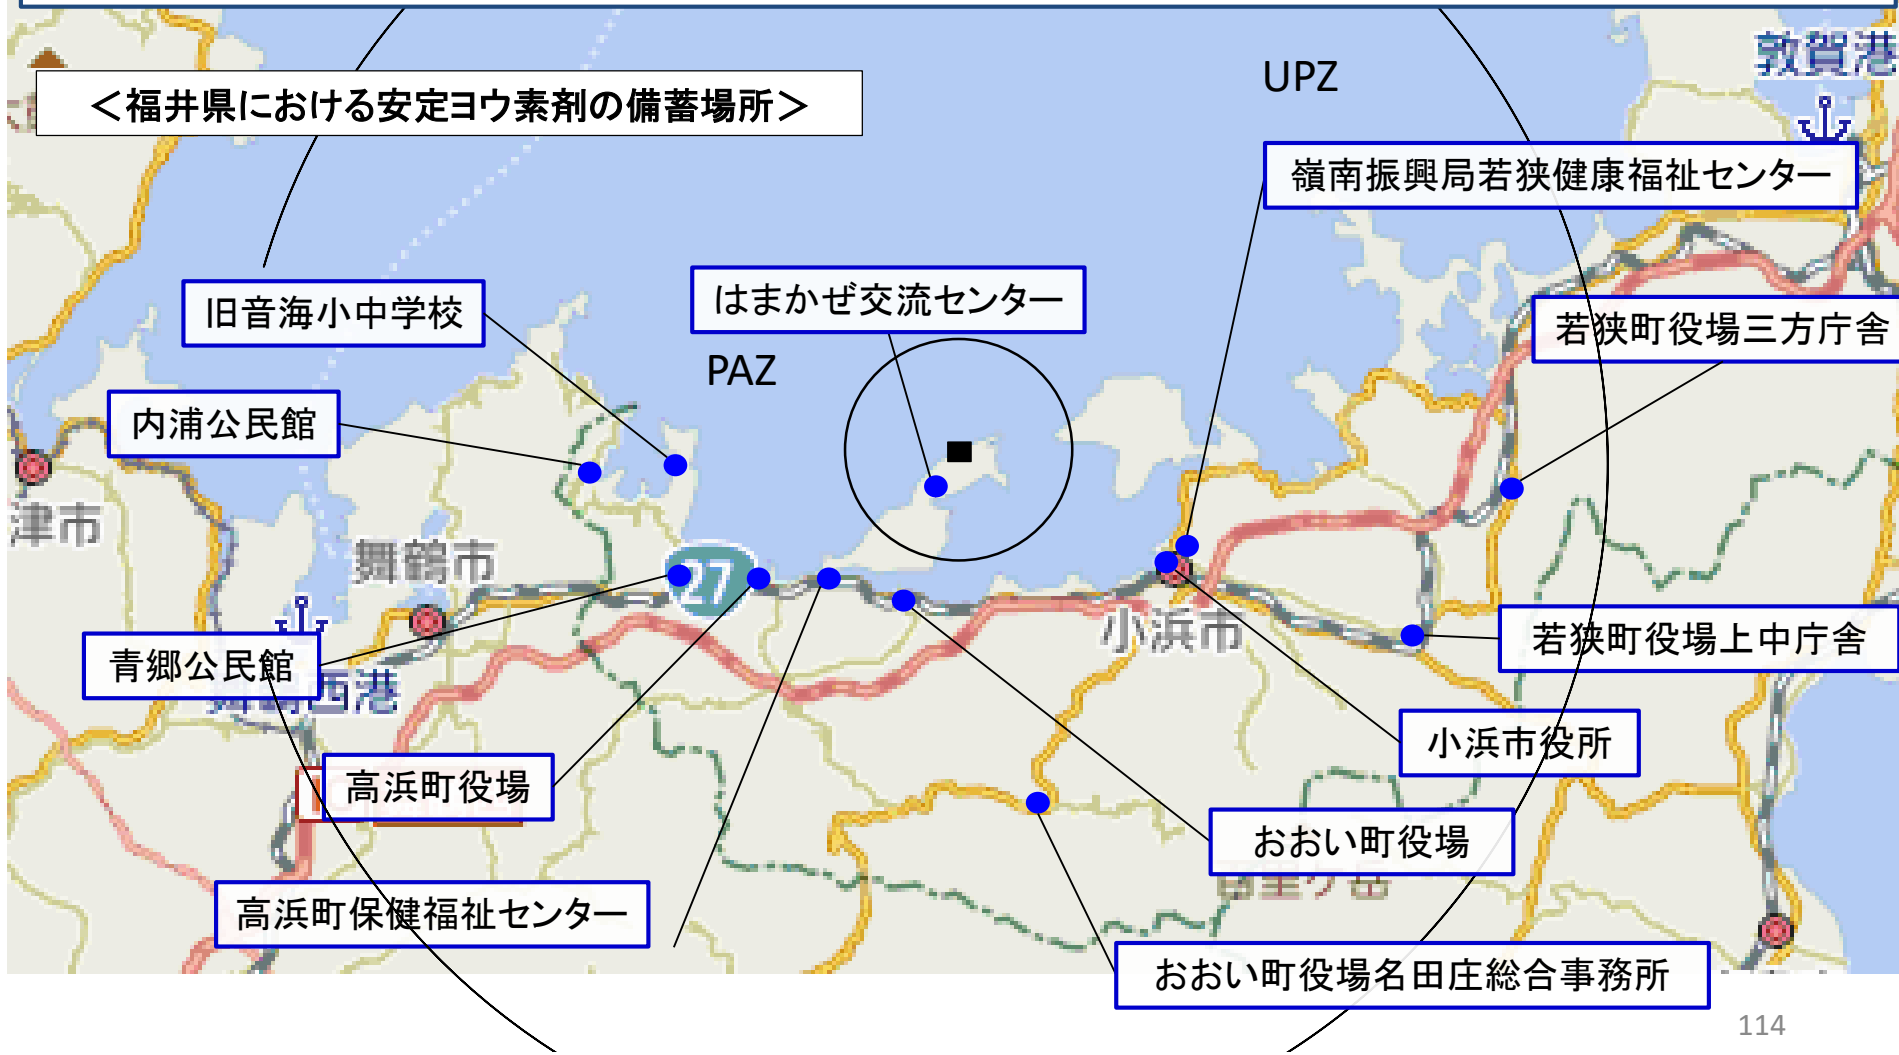 敦賀港
UPZ
＜福井県における安定ヨウ素剤の備蓄場所＞
嶺南振興局若狭健康福祉センター
旧音海小中学校
はまかぜ交流センター
若狭町役場三方庁舎
PAZ
内浦公民館
津市
舞鶴市
27
小浜市
若狭町役場上中庁舎
青郷公民館
西港
小浜市役所
高浜町役場
おおい町役場
高浜町保健福祉センター
おおい町役場名田庄総合事務所
114